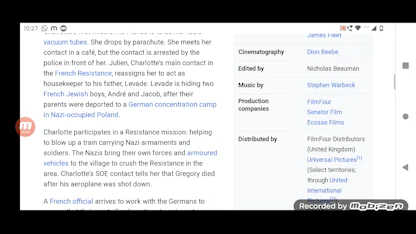 10:27
James Fleet
vacuum tubes. She drops by parachute. She meets her
contact in a café, but the contact is arrested by the
police in front of her. Julien, Charlotte's main contact in
the French Resistance, reassigns her to act as
housekeeper to his father, Levade. Levade is hiding two
French Jewish boys, André and Jacob, after their
parents were deported to a German concentration camp
in Nazi-occupied Poland.
Charlotte participates in a Resistance mission: helping
to blow up a train carrying Nazi armaments and
soldiers. The Nazis bring their own forces and armoured
vehicles to the village to crush the Resistance in the
area. Charlotte's SOE contact tells her that Gregory died
after his aeroplane was shot down.
A French official arrives to work with the Germans to
Cinematography Dion Beebe
Edited by Nicholas Beauman
Music by Stephen Warbeck
Production companies FilmFour
Senator Film
Ecosse Films
Distributed by FilmFour Distributors
(United Kingdom)
Universal Pictures[1]
(Select territories;
through United
International
Recorded by Mobizen